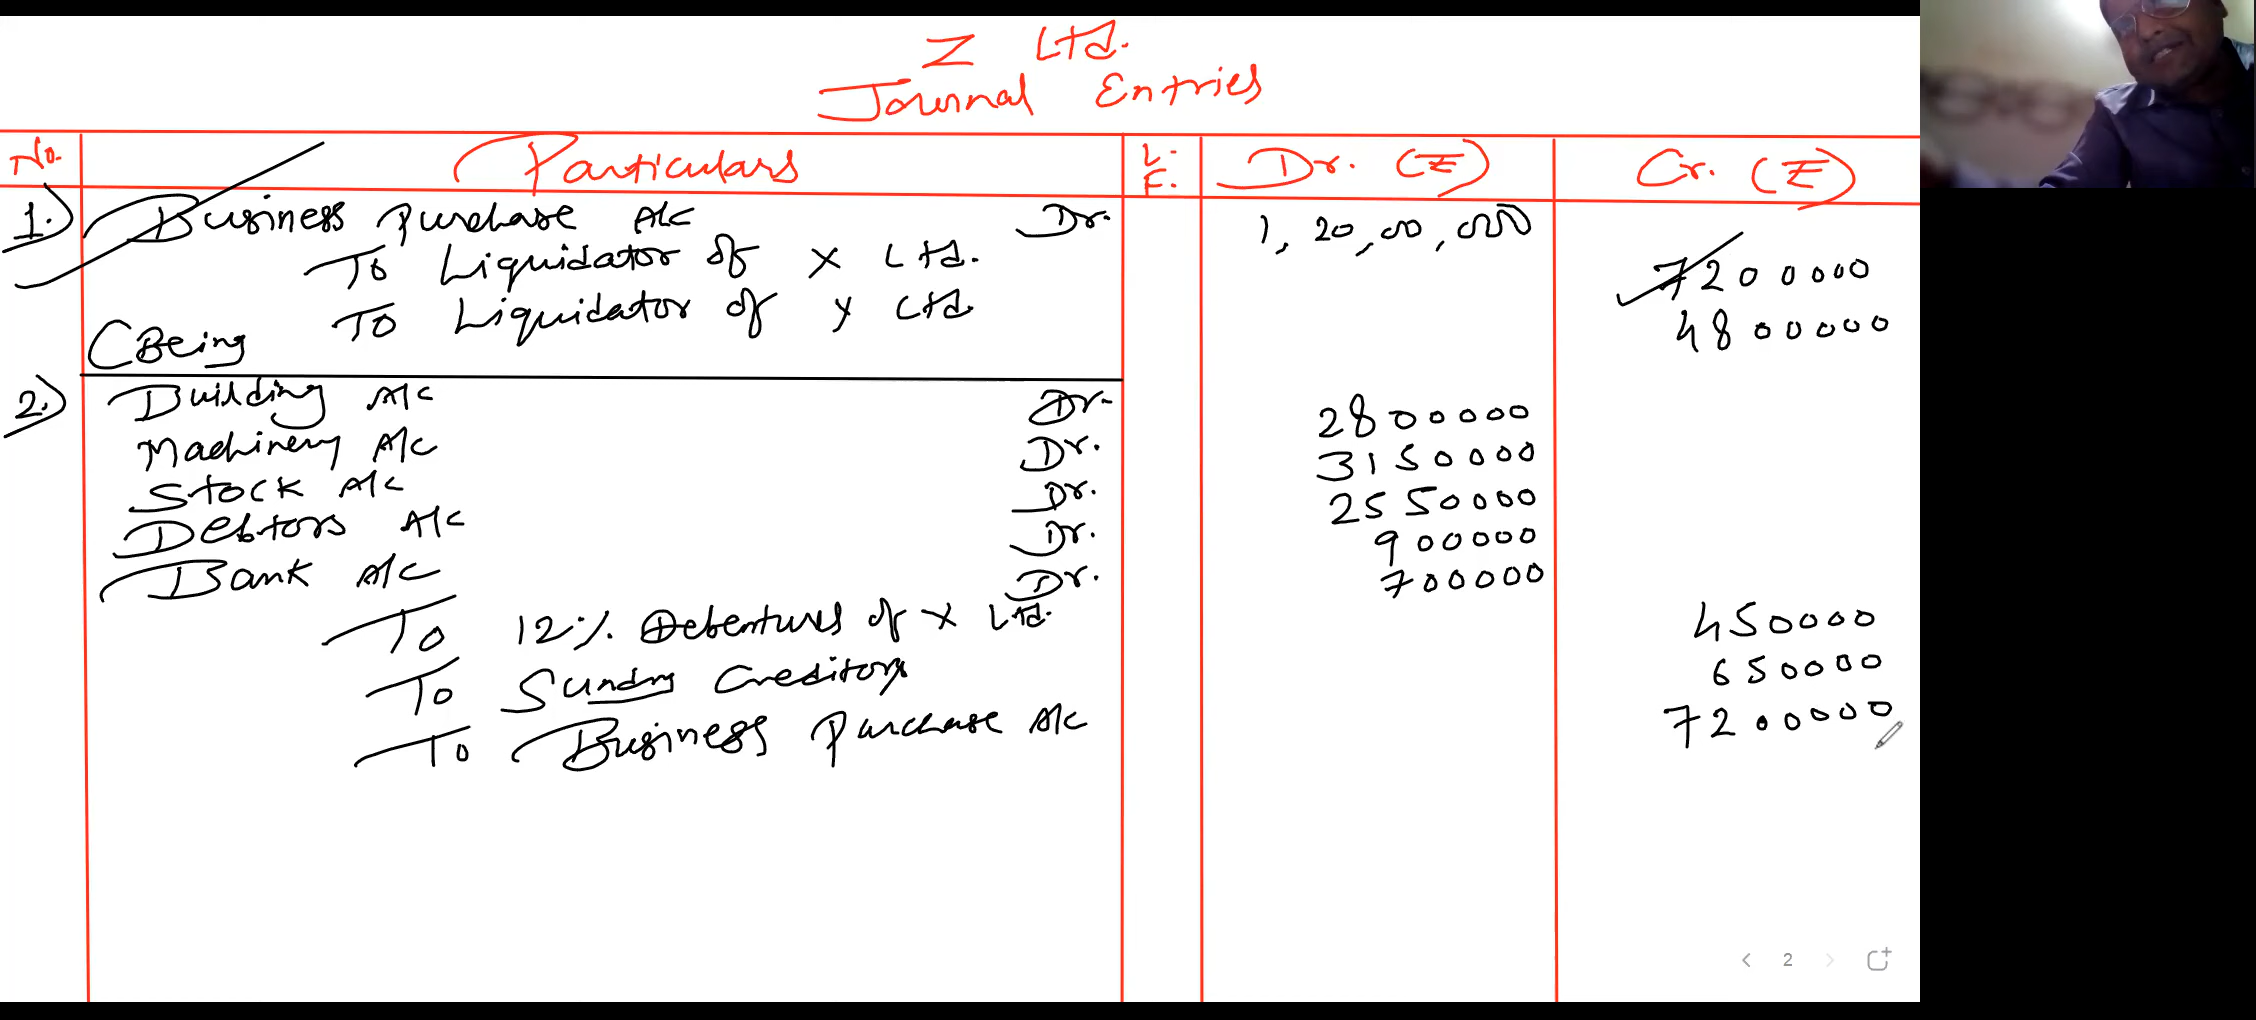 Z Ltd.
Journal Entries
No. Particulars L.F. Dr. (₹) Cr. (₹)
1.) Business Purchase A/c Dr. 1,20,00,000
To Liquidator of X Ltd. 7200000
To Liquidator of Y Ltd. 4800000
(Being
2.) Building A/c Dr. 2800000
Machinery A/c Dr. 3150000
Stock A/c Dr. 2550000
Debtors A/c Dr. 900000
Bank A/c Dr. 700000
To 12% Debentures of X Ltd. 450000
To Sundry Creditors 650000
To Business Purchase A/c 7200000
2